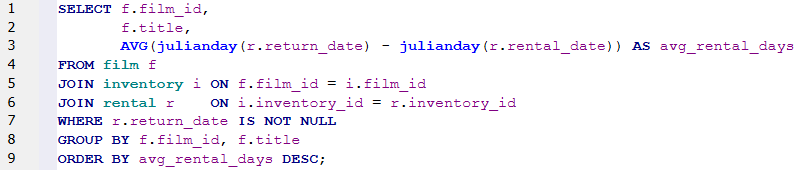 1 SELECT f.film_id,
2        f.title,
3        AVG(julianday(r.return_date) - julianday(r.rental_date)) AS avg_rental_days
4 FROM film f
5 JOIN inventory i ON f.film_id = i.film_id
6 JOIN rental r    ON i.inventory_id = r.inventory_id
7 WHERE r.return_date IS NOT NULL
8 GROUP BY f.film_id, f.title
9 ORDER BY avg_rental_days DESC;